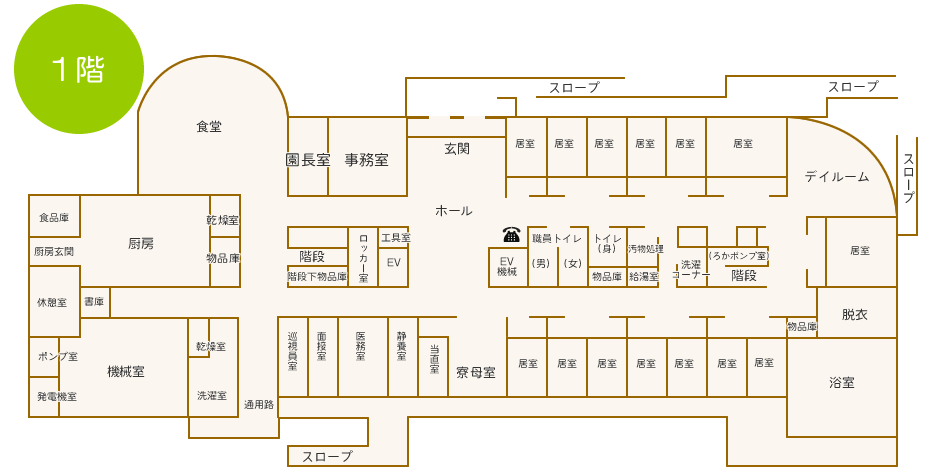 1階
スロープ
スロープ
食堂
園長室
事務室
玄関
居室
居室
居室
居室
居室
居室
デイルーム
スロープ
食品庫
厨房玄関
厨房
乾燥室
物品庫
ホール
階段
階段下物品庫
ロッカー室
工具室
EV
EV
機械
職員トイレ
(男)
(女)
トイレ
(身)
物品庫
汚物処理
給湯室
洗濯
コーナー
(ろかポンプ室)
階段
居室
休憩室
書庫
ポンプ室
発電機室
機械室
乾燥室
洗濯室
通用路
巡視員室
面接室
医務室
静養室
当直室
寮母室
居室
居室
居室
居室
居室
居室
居室
物品庫
脱衣
浴室
スロープ